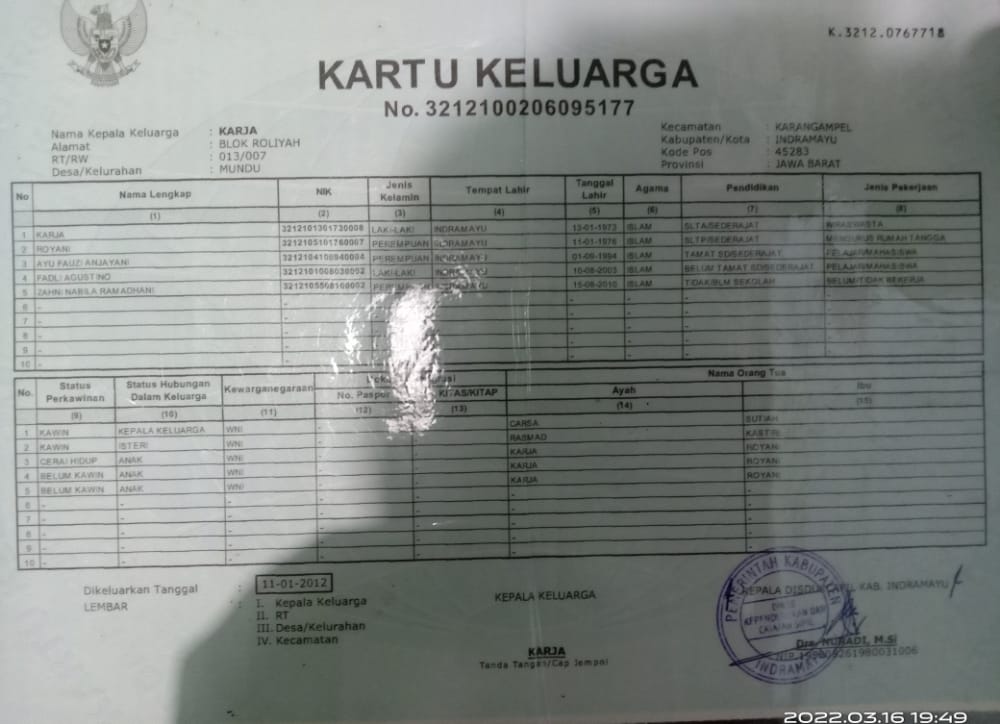 K.3212.0767718
KARTU KELUARGA
No. 3212100206095177
Nama Kepala Keluarga : KARJA
Alamat : BLOK ROLIYAH
RT/RW : 013/007
Desa/Kelurahan : MUNDU
Kecamatan : KARANGAMPEL
Kabupaten/Kota : INDRAMAYU
Kode Pos : 45283
Provinsi : JAWA BARAT
No Nama Lengkap NIK Jenis Kelamin Tempat Lahir Tanggal Lahir Agama Pendidikan Jenis Pekerjaan
(1) (2) (3) (4) (5) (6) (7) (8)
1 KARJA 3212101301730008 LAKI-LAKI INDRAMAYU 13-01-1973 ISLAM SLTA/SEDERAJAT WIRASWASTA
2 ROYANI 3212105101760007 PEREMPUAN INDRAMAYU 11-01-1976 ISLAM SLTP/SEDERAJAT MENGURUS RUMAH TANGGA
3 AYU FAUZI ANJAYANI 3212104109940004 PEREMPUAN 01-09-1994 ISLAM TAMAT SD/SEDERAJAT PELAJAR/MAHASISWA
4 FADLI AGUSTINO 3212101008030002 LAKI-LAKI 10-08-2003 ISLAM BELUM TAMAT SD/SEDERAJAT PELAJAR/MAHASISWA
5 ZAHNI NABILA RAMADHANI 3212105508100002 15-08-2010 ISLAM TIDAK/BLM SEKOLAH BELUM/TIDAK BEKERJA
6 - - - - - -
7 - - - - - -
8 - - - - - -
9 - - - - - -
10 - - - - - -
No. Status Perkawinan Status Hubungan Dalam Keluarga Kewarganegaraan Nama Orang Tua
No. Paspor KITAS/KITAP Ayah Ibu
(9) (10) (11) (12) (13) (14) (15)
1 KAWIN KEPALA KELUARGA WNI - CARSA SUTIAH
2 KAWIN ISTERI WNI - RASMAD
3 CERAI HIDUP ANAK WNI - KARJA ROYANI
4 BELUM KAWIN ANAK WNI - KARJA ROYANI
5 BELUM KAWIN ANAK WNI - KARJA ROYANI
6 - - - - - - -
7 - - - - - - -
8 - - - - - - -
9 - - - - - - -
10 - - - - - - -
Dikeluarkan Tanggal : 11-01-2012
LEMBAR : I. Kepala Keluarga
II. RT
III. Desa/Kelurahan
IV. Kecamatan
KEPALA KELUARGA
KARJA
Tanda Tangan/Cap Jempol
KEPALA KAB. INDRAMAYU
PEMERINTAH KABUPATEN
INDRAMAYU
Drs. NURADI, M.Si
2022.03.16 19:49